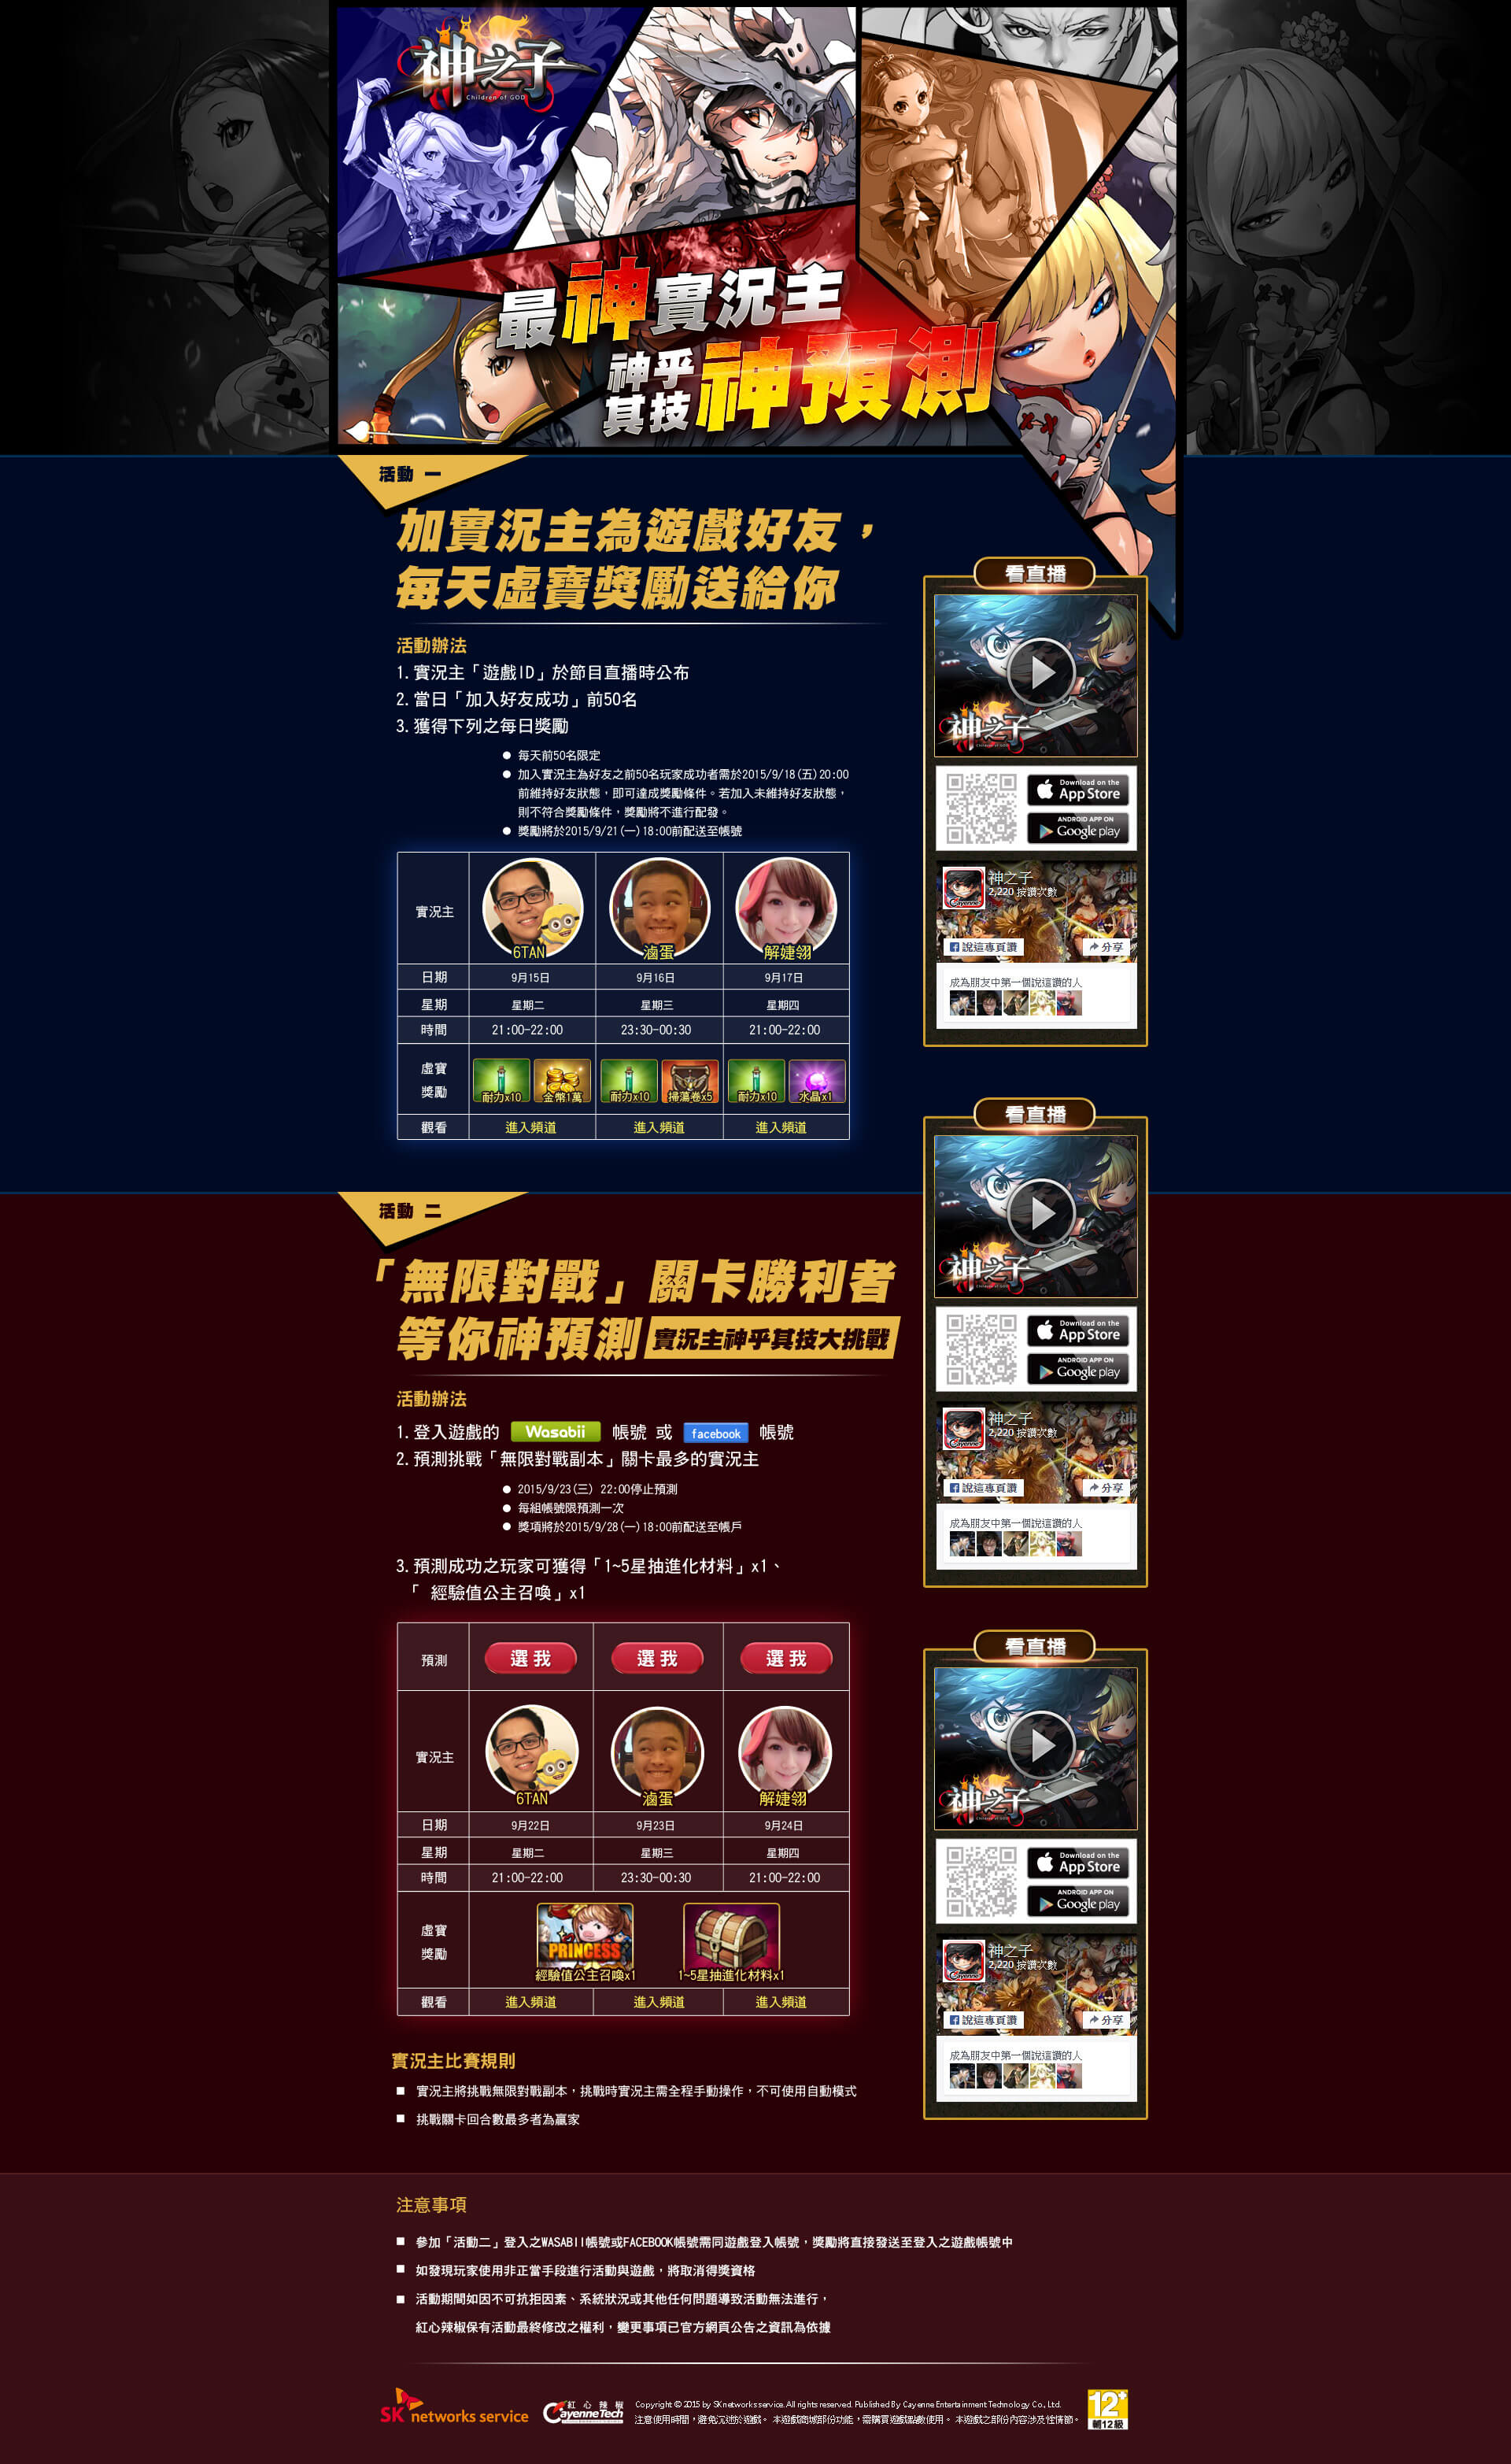 神之子
Children of GOD
最神實況主
神乎其技 神預測
活動 一
加實況主為遊戲好友，
每天虛寶獎勵送給你
活動辦法
1.實況主「遊戲ID」於節目直播時公布
2.當日「加入好友成功」前50名
3.獲得下列之每日獎勵
● 每天前50名限定
● 加入實況主為好友之前50名玩家成功者需於2015/9/18(五)20:00
前維持好友狀態，即可達成獎勵條件。若加入未維持好友狀態，
則不符合獎勵條件，獎勵將不進行配發。
● 獎勵將於2015/9/21(一)18:00前配送至帳號
實況主 6TAN 滷蛋 解婕翎
日期 9月15日 9月16日 9月17日
星期 星期二 星期三 星期四
時間 21:00-22:00 23:30-00:30 21:00-22:00
虛寶獎勵 耐力x10 金幣1萬 耐力x10 掃蕩卷x5 耐力x10 水晶x1
觀看 進入頻道 進入頻道 進入頻道
看直播
神之子
Download on the
App Store
ANDROID APP ON
Google play
神之子
2,220 按讚次數
說這專頁讚 分享
成為朋友中第一個說這讚的人
活動 二
「無限對戰」關卡勝利者
等你神預測 實況主神乎其技大挑戰
活動辦法
1.登入遊戲的 Wasabii 帳號 或 facebook 帳號
2.預測挑戰「無限對戰副本」關卡最多的實況主
● 2015/9/23(三) 22:00停止預測
● 每組帳號限預測一次
● 獎項將於2015/9/28(一)18:00前配送至帳戶
3.預測成功之玩家可獲得「1~5星抽進化材料」x1、
「 經驗值公主召喚」x1
預測 選我 選我 選我
實況主 6TAN 滷蛋 解婕翎
日期 9月22日 9月23日 9月24日
星期 星期二 星期三 星期四
時間 21:00-22:00 23:30-00:30 21:00-22:00
PRINCESS
虛寶獎勵 經驗值公主召喚x1 1~5星抽進化材料x1
觀看 進入頻道 進入頻道 進入頻道
看直播
神之子
Download on the
App Store
ANDROID APP ON
Google play
神之子
2,220 按讚次數
說這專頁讚 分享
成為朋友中第一個說這讚的人
看直播
神之子
Download on the
App Store
ANDROID APP ON
Google play
神之子
2,220 按讚次數
說這專頁讚 分享
成為朋友中第一個說這讚的人
實況主比賽規則
■ 實況主將挑戰無限對戰副本，挑戰時實況主需全程手動操作，不可使用自動模式
■ 挑戰關卡回合數最多者為贏家
注意事項
■ 參加「活動二」登入之WASABII帳號或FACEBOOK帳號需同遊戲登入帳號，獎勵將直接發送至登入之遊戲帳號中
■ 如發現玩家使用非正當手段進行活動與遊戲，將取消得獎資格
■ 活動期間如因不可抗拒因素、系統狀況或其他任何問題導致活動無法進行，
紅心辣椒保有活動最終修改之權利，變更事項已官方網頁公告之資訊為依據
SK networks service
紅心辣椒
CayenneTech
Copyright © 2015 by SKnetworks service. All rights reserved. Published By Cayenne Entertainment Technology Co., Ltd.
注意使用時間，避免沉迷於遊戲。 本遊戲商城部份功能，需購買遊戲點數使用。 本遊戲之部份內容涉及性情節。
12+
輔12級